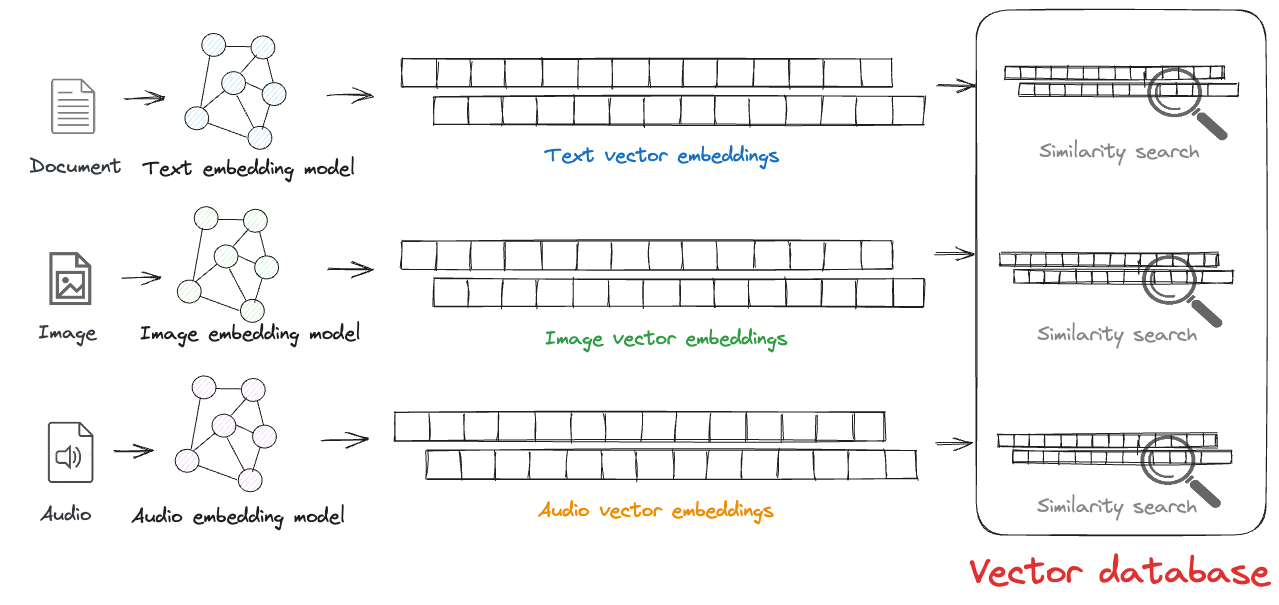 Document
Text embedding model
Text vector embeddings
Similarity search
Image
Image embedding model
Image vector embeddings
Similarity search
Audio
Audio embedding model
Audio vector embeddings
Similarity search
Vector database